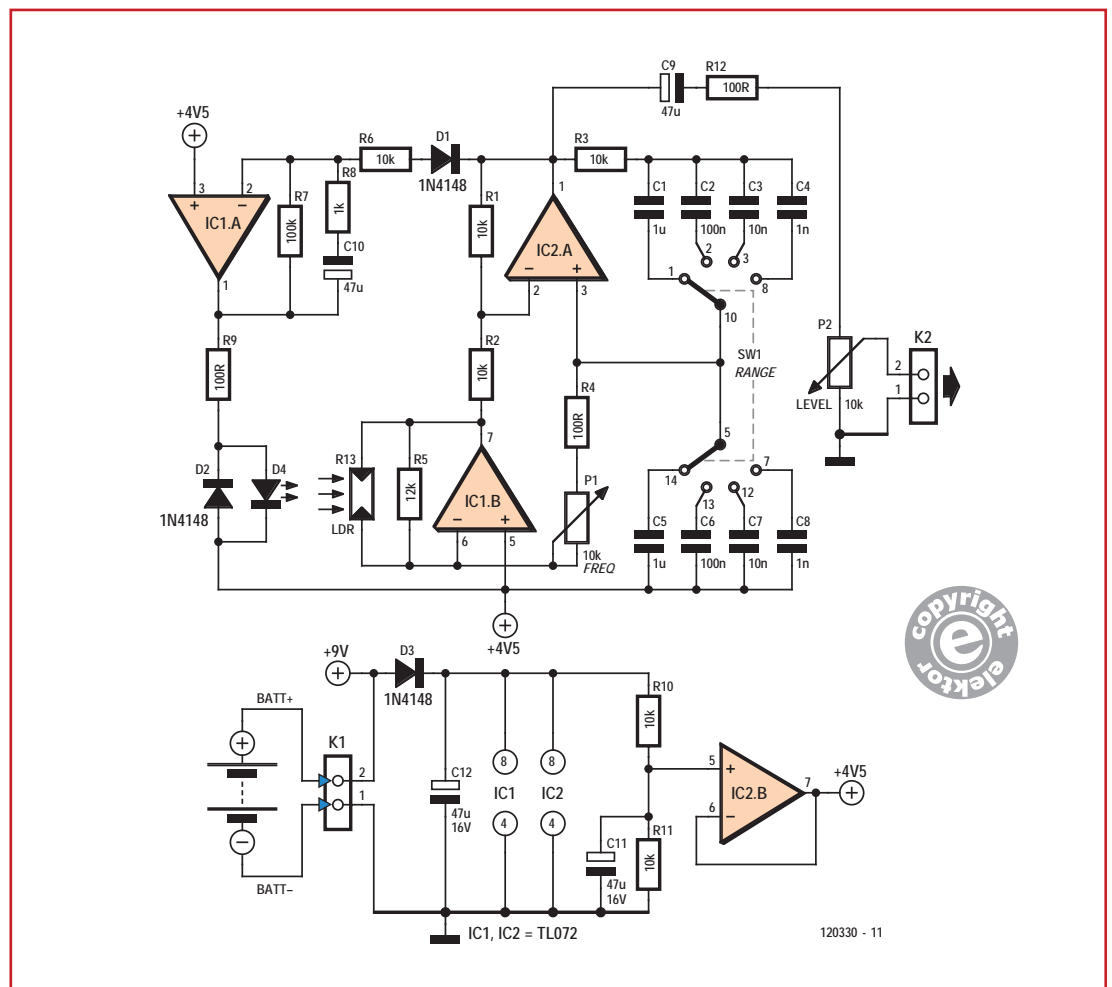 C9
47u
R12
100R
+4V5
+
R6
10k
D1
1N4148
R3
10k
3
2
+
−
IC1.A
1
R7
100k
R8
1k
C10
47u
R1
10k
1
IC2.A
−
+
2
3
C1
1u
C2
100n
C3
10n
C4
1n
2
3
1
8
10
R9
100R
R2
10k
R4
100R
SW1
RANGE
P2
LEVEL
10k
K2
2
1
D2
1N4148
D4
R13
LDR
R5
12k
7
IC1.B
−
+
6
5
P1
10k
FREQ
5
14
7
13
12
C5
1u
C6
100n
C7
10n
C8
1n
+
+4V5
copyright
e
elektor
+9V
+
D3
1N4148
BATT+
+
−
BATT−
K1
2
1
C12
47u
16V
8
8
IC1
IC2
4
4
R10
10k
C11
47u
16V
R11
10k
5
+
6
−
IC2.B
7
+4V5
+
IC1, IC2 = TL072
120330 - 11